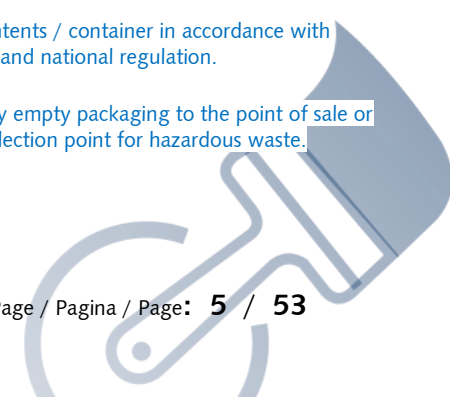 ntents / container in accordance with
and national regulation.
y empty packaging to the point of sale or
lection point for hazardous waste.
Page / Pagina / Page: 5 / 53